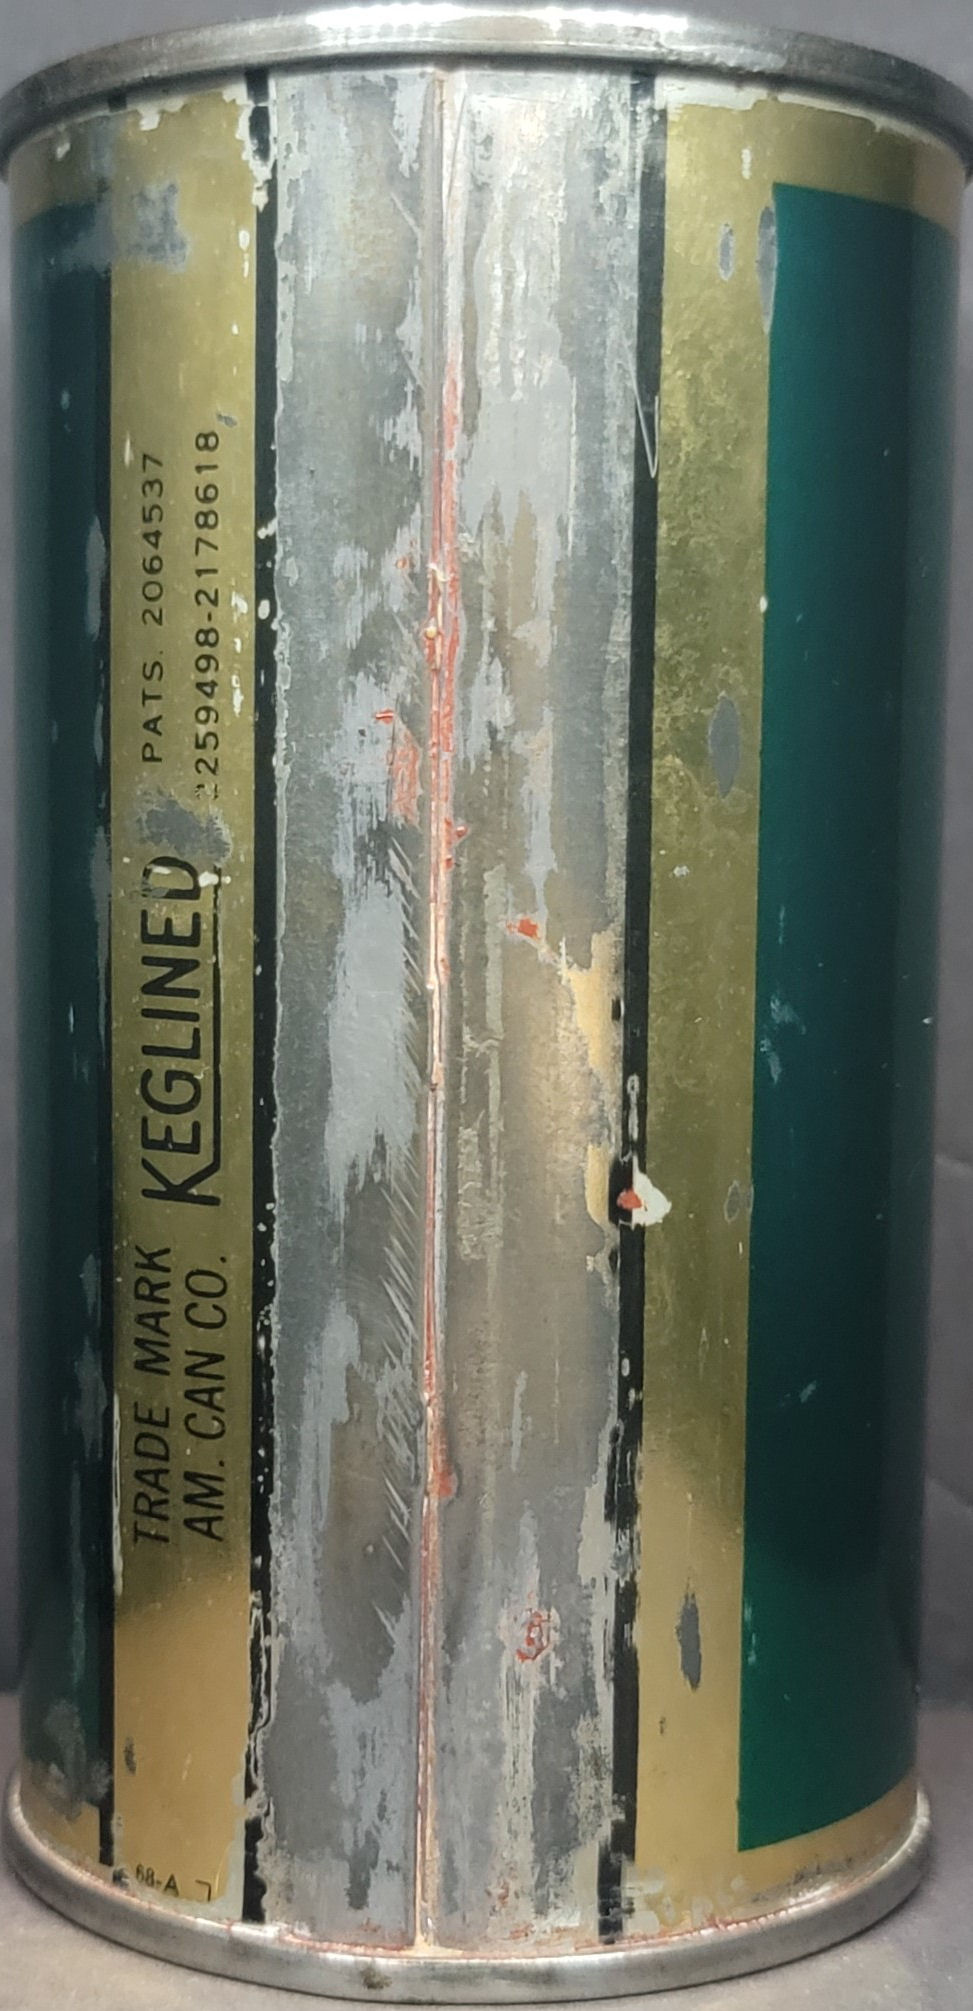 TRADE MARK KEGLINED PATS. 2064537
AM. CAN CO. 2259498-2178618
68-A